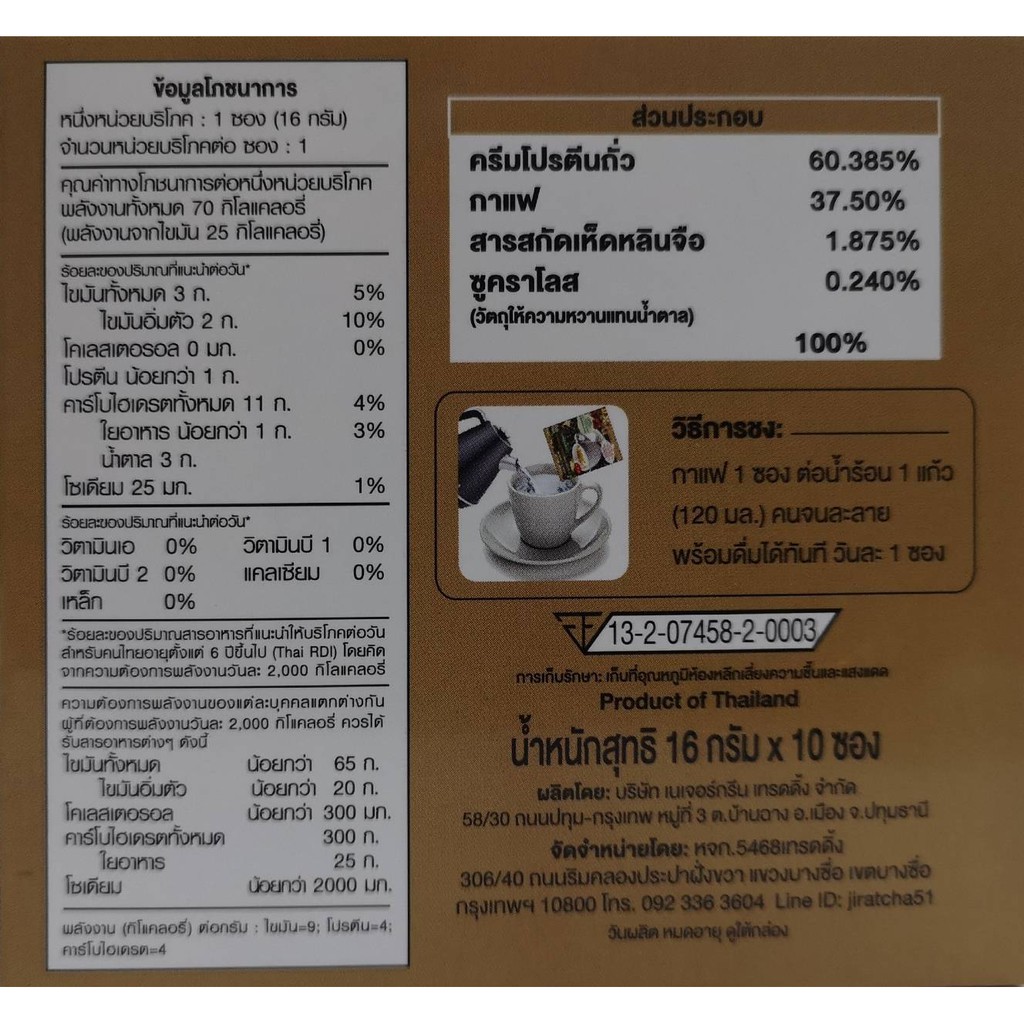 ข้อมูลโภชนาการ
หนึ่งหน่วยบริโภค : 1 ซอง (16 กรัม)
จำนวนหน่วยบริโภคต่อ ซอง : 1
คุณค่าทางโภชนาการต่อหนึ่งหน่วยบริโภค
พลังงานทั้งหมด 70 กิโลแคลอรี่
(พลังงานจากไขมัน 25 กิโลแคลอรี่)
ร้อยละของปริมาณที่แนะนำต่อวัน*
ไขมันทั้งหมด 3 ก. 5%
ไขมันอิ่มตัว 2 ก. 10%
โคเลสเตอรอล 0 มก. 0%
โปรตีน น้อยกว่า 1 ก.
คาร์โบไฮเดรตทั้งหมด 11 ก. 4%
ใยอาหาร น้อยกว่า 1 ก. 3%
น้ำตาล 3 ก.
โซเดียม 25 มก. 1%
ร้อยละของปริมาณที่แนะนำต่อวัน*
วิตามินเอ 0% วิตามินบี 1 0%
วิตามินบี 2 0% แคลเซียม 0%
เหล็ก 0%
*ร้อยละของปริมาณสารอาหารที่แนะนำให้บริโภคต่อวัน
สำหรับคนไทยอายุตั้งแต่ 6 ปีขึ้นไป (Thai RDI) โดยคิด
จากความต้องการพลังงานวันละ 2,000 กิโลแคลอรี่
ความต้องการพลังงานของแต่ละบุคคลแตกต่างกัน
ผู้ที่ต้องการพลังงานวันละ 2,000 กิโแคลอรี่ ควรได้
รับสารอาหารต่างๆ ดังนี้
ไขมันทั้งหมด น้อยกว่า 65 ก.
ไขมันอิ่มตัว น้อยกว่า 20 ก.
โคเลสเตอรอล น้อยกว่า 300 มก.
คาร์โบไฮเดรตทั้งหมด 300 ก.
ใยอาหาร 25 ก.
โซเดียม น้อยกว่า 2000 มก.
พลังงาน (กิโแคลอรี่) ต่อกรัม : ไขมัน=9; โปรตีน=4;
คาร์โบไฮเดรต=4
ส่วนประกอบ
ครีมโปรตีนถั่ว 60.385%
กาแฟ 37.50%
สารสกัดเห็ดหลินจือ 1.875%
ซูคราโลส 0.240%
(วัตถุให้ความหวานแทนน้ำตาล)
100%
วิธีการชง:
กาแฟ 1 ซอง ต่อน้ำร้อน 1 แก้ว
(120 มล.) คนจนละลาย
พร้อมดื่มได้ทันที วันละ 1 ซอง
13-2-07458-2-0003
การเก็บรักษา: เก็บที่อุณหภูมิห้องหลีกเลี่ยงความชื้นและแสงแดด
Product of Thailand
น้ำหนักสุทธิ 16 กรัม x 10 ซอง
ผลิตโดย: บริษัท เนเจอร์กรีน เทรดดิ้ง จำกัด
58/30 ถนนปทุม-กรุงเทพ หมู่ที่ 3 ต.บ้านฉาง อ.เมือง จ.ปทุมธานี
จัดจำหน่ายโดย: หจก.5468เทรดดิ้ง
306/40 ถนนริมคลองประปาฝั่งขวา แขวงบางซื่อ เขตบางซื่อ
กรุงเทพฯ 10800 โทร. 092 336 3604 Line ID: jiratcha51
วันผลิต หมดอายุ ดูใต้กล่อง